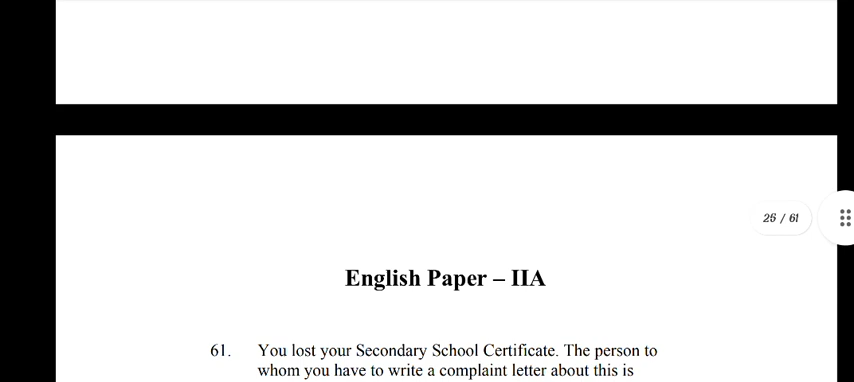 25 / 61
English Paper – IIA
61. You lost your Secondary School Certificate. The person to
whom you have to write a complaint letter about this is